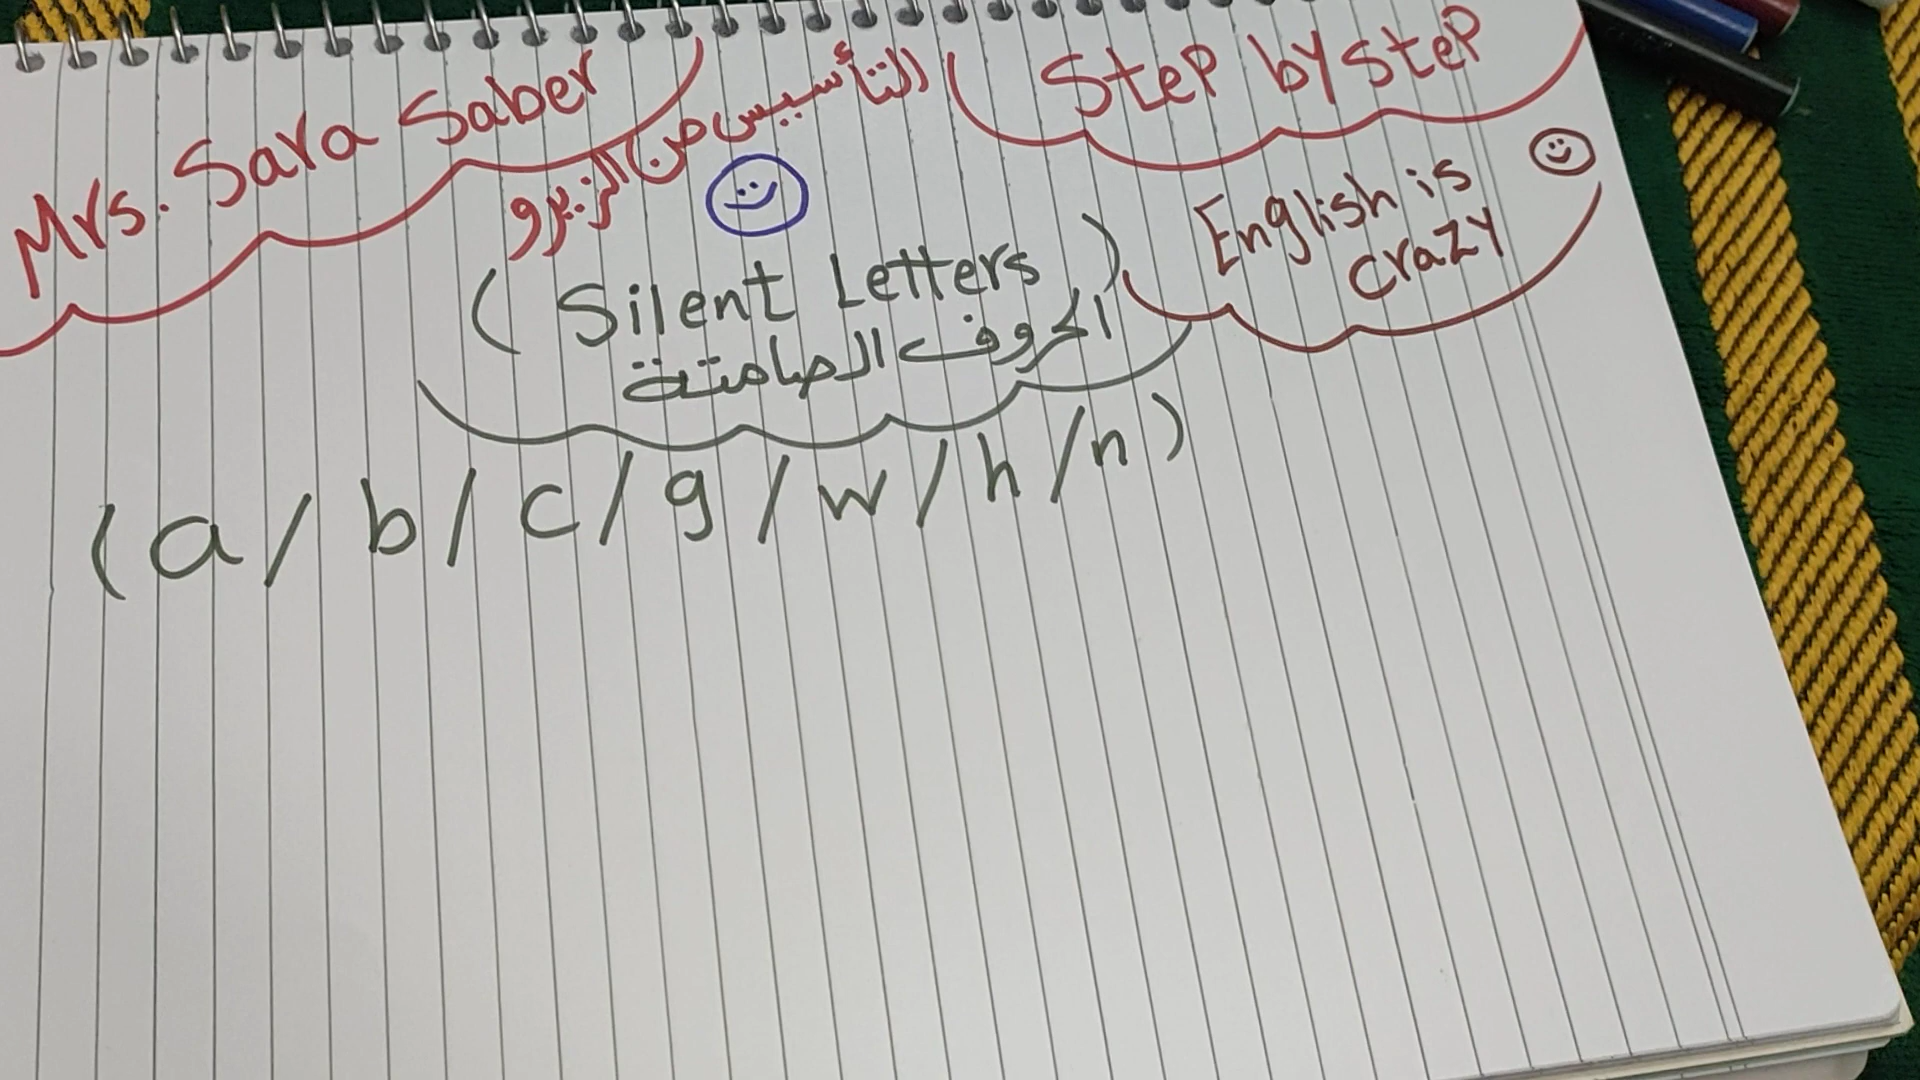 Mrs. Sara Saber
التأسيس من الزيرو
Step by step
English is
crazy
( Silent Letters )
الحروف الصامتة
(a/ b/ c/ g/ w/ h/n)